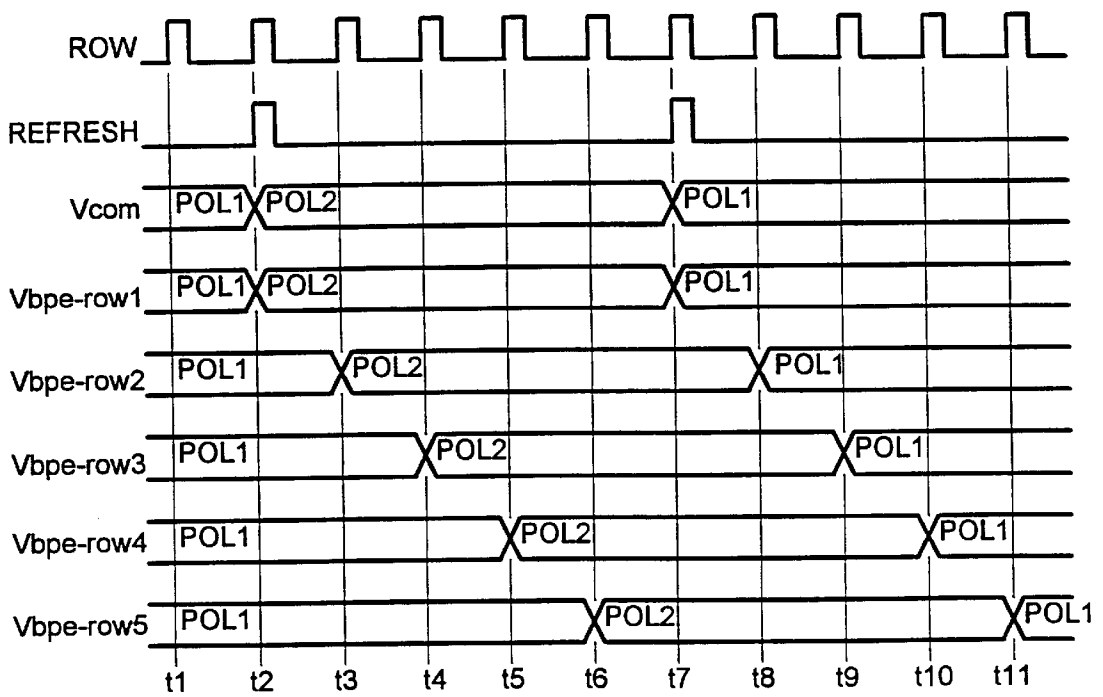 ROW
REFRESH
Vcom POL1 POL2 POL1
Vbpe-row1 POL1 POL2 POL1
Vbpe-row2 POL1 POL2 POL1
Vbpe-row3 POL1 POL2 POL1
Vbpe-row4 POL1 POL2 POL1
Vbpe-row5 POL1 POL2 POL1
t1 t2 t3 t4 t5 t6 t7 t8 t9 t10 t11